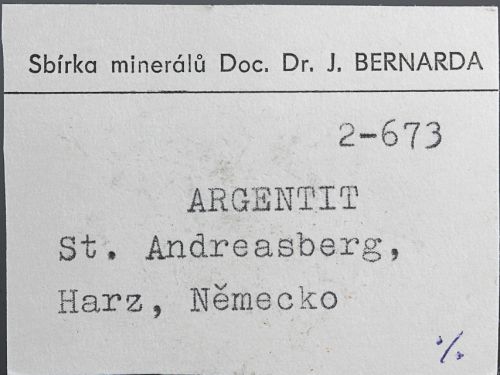 Sbírka minerálů Doc. Dr. J. BERNARDA
2-673
ARGENTIT
St. Andreasberg,
Harz, Německo